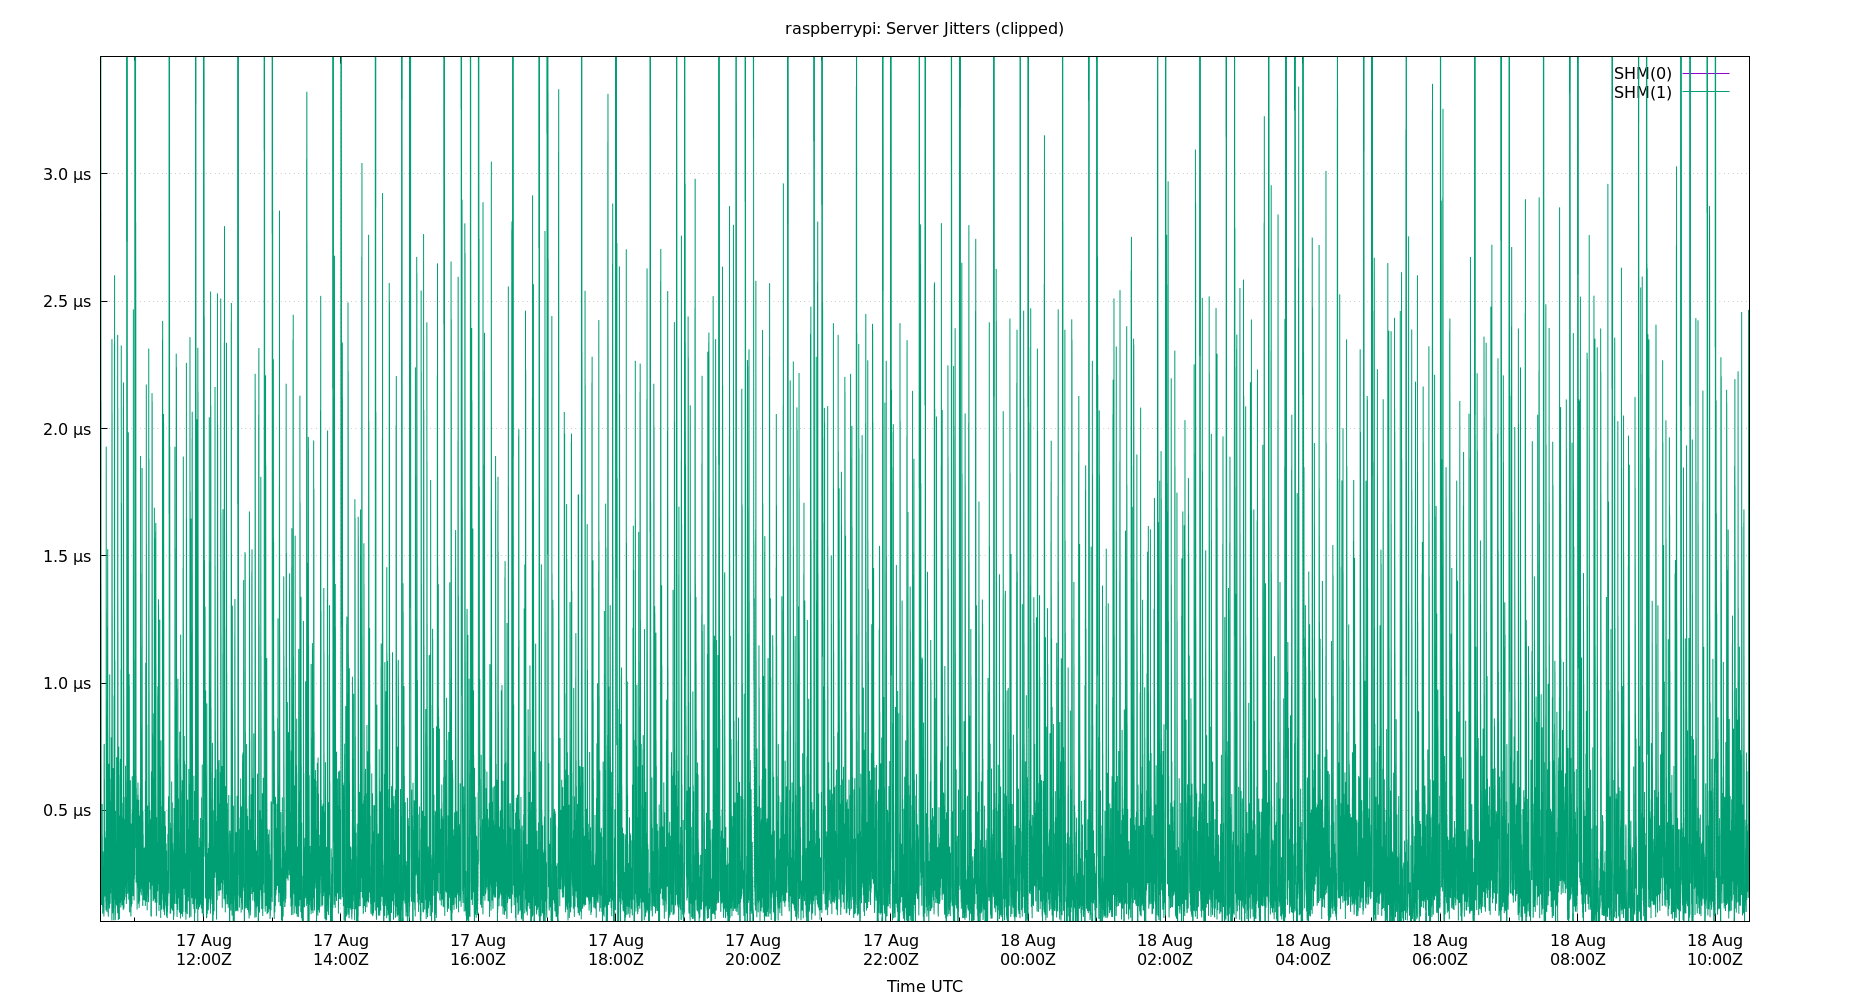 raspberrypi: Server Jitters (clipped)
SHM(0)
SHM(1)
3.0 µs
2.5 µs
2.0 µs
1.5 µs
1.0 µs
0.5 µs
17 Aug 17 Aug 17 Aug 17 Aug 17 Aug 17 Aug 18 Aug 18 Aug 18 Aug 18 Aug 18 Aug 18 Aug
12:00Z 14:00Z 16:00Z 18:00Z 20:00Z 22:00Z 00:00Z 02:00Z 04:00Z 06:00Z 08:00Z 10:00Z
Time UTC